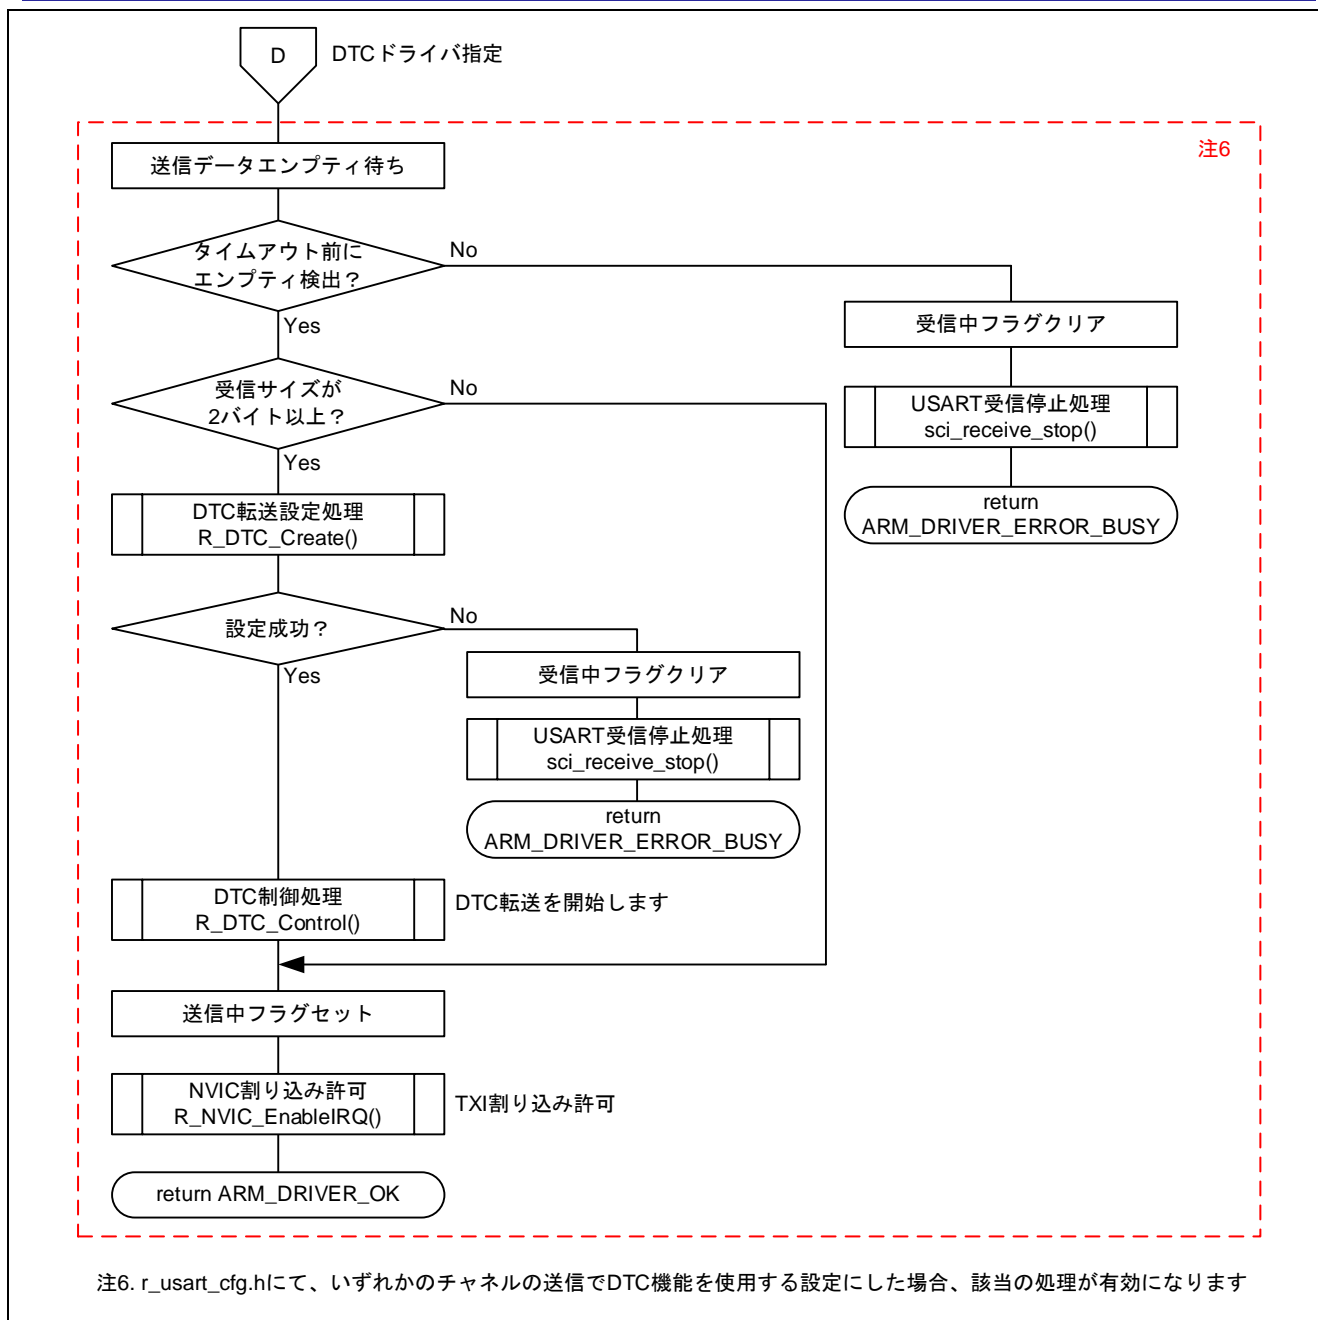 D
DTCドライバ指定
注6
送信データエンプティ待ち
タイムアウト前に
エンプティ検出？
No
Yes
受信中フラグクリア
USART受信停止処理
sci_receive_stop()
return
ARM_DRIVER_ERROR_BUSY
受信サイズが
2バイト以上？
No
Yes
DTC転送設定処理
R_DTC_Create()
設定成功？
No
Yes
受信中フラグクリア
USART受信停止処理
sci_receive_stop()
return
ARM_DRIVER_ERROR_BUSY
DTC制御処理
R_DTC_Control()
DTC転送を開始します
送信中フラグセット
NVIC割り込み許可
R_NVIC_EnableIRQ()
TXI割り込み許可
return ARM_DRIVER_OK
注6. r_usart_cfg.hにて、いずれかのチャネルの送信でDTC機能を使用する設定にした場合、該当の処理が有効になります